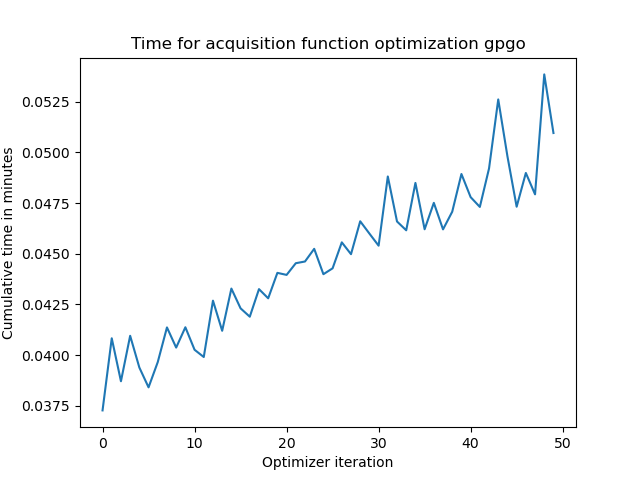 Time for acquisition function optimization gpgo
Cumulative time in minutes
0.0525
0.0500
0.0475
0.0450
0.0425
0.0400
0.0375
0 10 20 30 40 50
Optimizer iteration